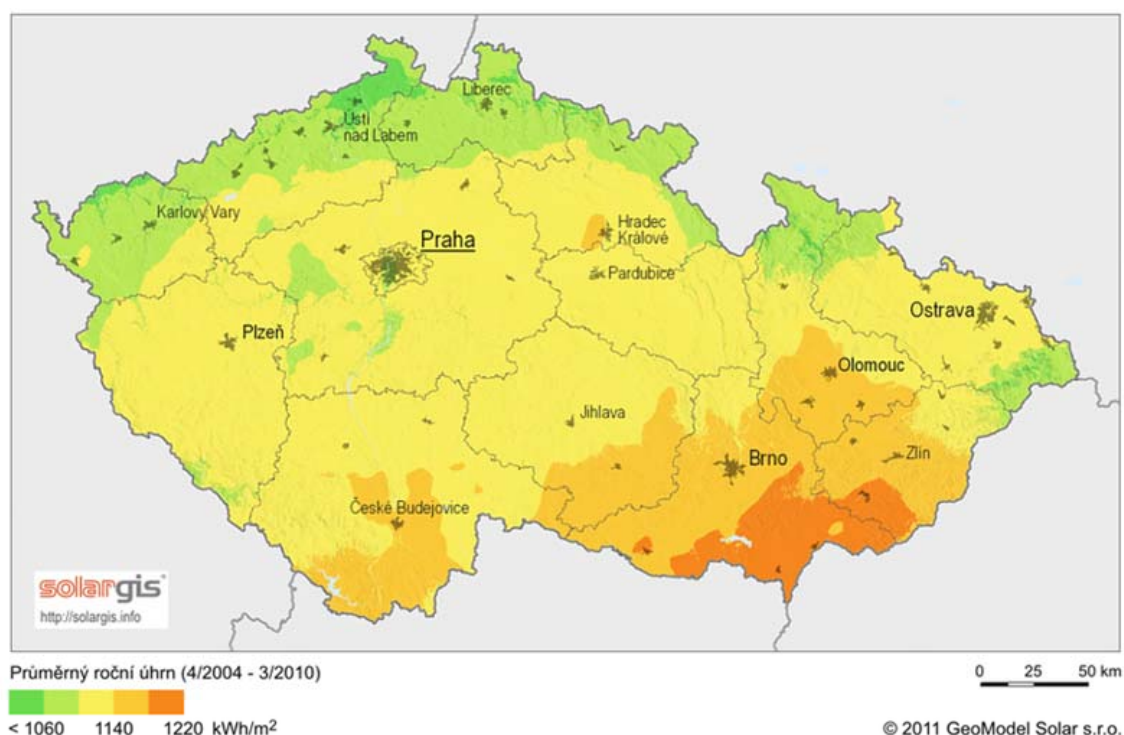 Liberec
Ústí
nad Labem
Karlovy Vary
Praha
Hradec
Králové
Pardubice
Plzeň
Ostrava
Olomouc
Jihlava
Brno
Zlín
České Budejovice
solargis
http://solargis.info
Průměrný roční úhrn (4/2004 - 3/2010)
0 25 50 km
< 1060 1140 1220 kWh/m²
© 2011 GeoModel Solar s.r.o.